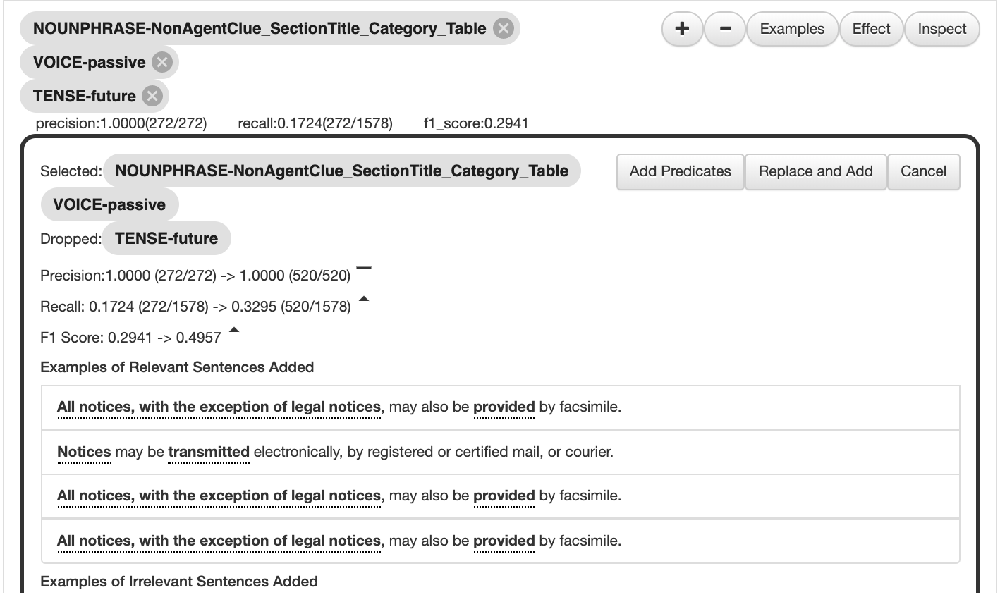 NOUNPHRASE-NonAgentClue_SectionTitle_Category_Table
+ − Examples Effect Inspect
VOICE-passive
TENSE-future
precision:1.0000(272/272) recall:0.1724(272/1578) f1_score:0.2941
Selected: NOUNPHRASE-NonAgentClue_SectionTitle_Category_Table
Add Predicates Replace and Add Cancel
VOICE-passive
Dropped: TENSE-future
Precision:1.0000 (272/272) -> 1.0000 (520/520)
Recall: 0.1724 (272/1578) -> 0.3295 (520/1578)
F1 Score: 0.2941 -> 0.4957
Examples of Relevant Sentences Added
All notices, with the exception of legal notices, may also be provided by facsimile.
Notices may be transmitted electronically, by registered or certified mail, or courier.
All notices, with the exception of legal notices, may also be provided by facsimile.
All notices, with the exception of legal notices, may also be provided by facsimile.
Examples of Irrelevant Sentences Added